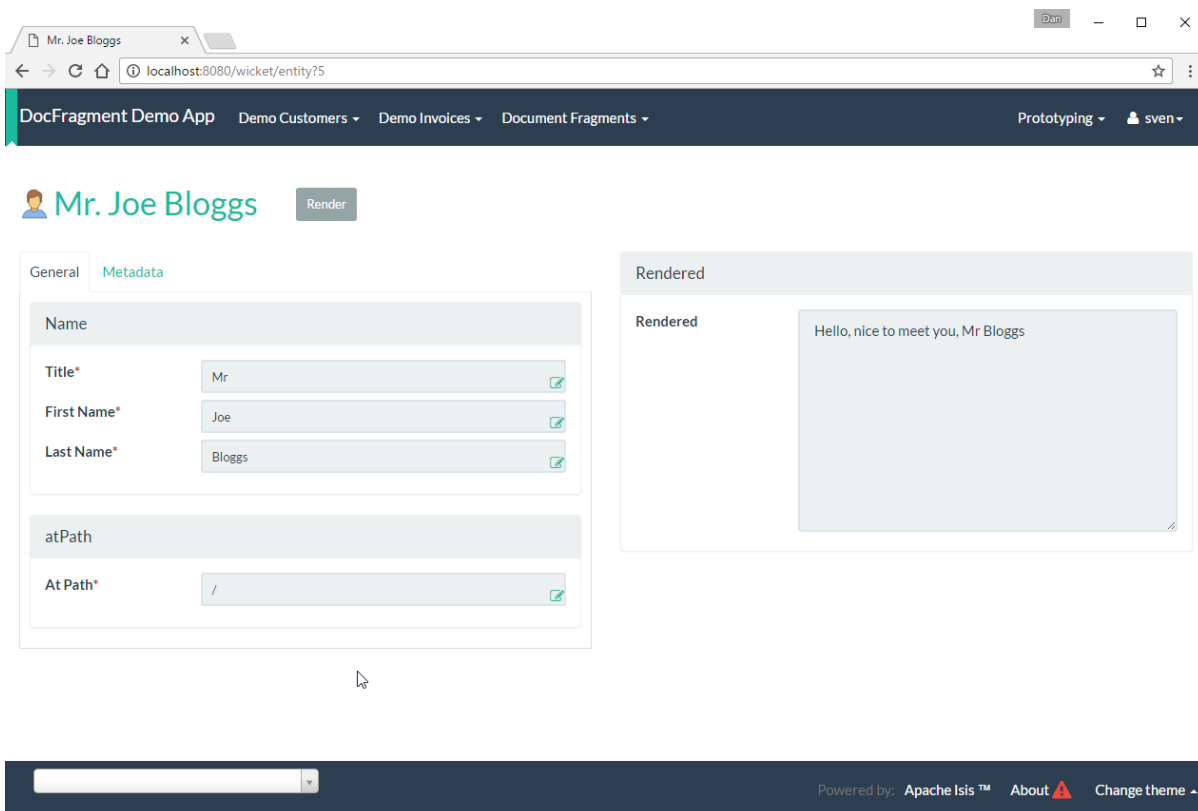 Dan
Mr. Joe Bloggs
localhost:8080/wicket/entity?5
DocFragment Demo App Demo Customers Demo Invoices Document Fragments Prototyping sven
Mr. Joe Bloggs Render
General Metadata
Name
Title* Mr
First Name* Joe
Last Name* Bloggs
atPath
At Path* /
Rendered
Rendered Hello, nice to meet you, Mr Bloggs
Powered by: Apache Isis ™ About Change theme